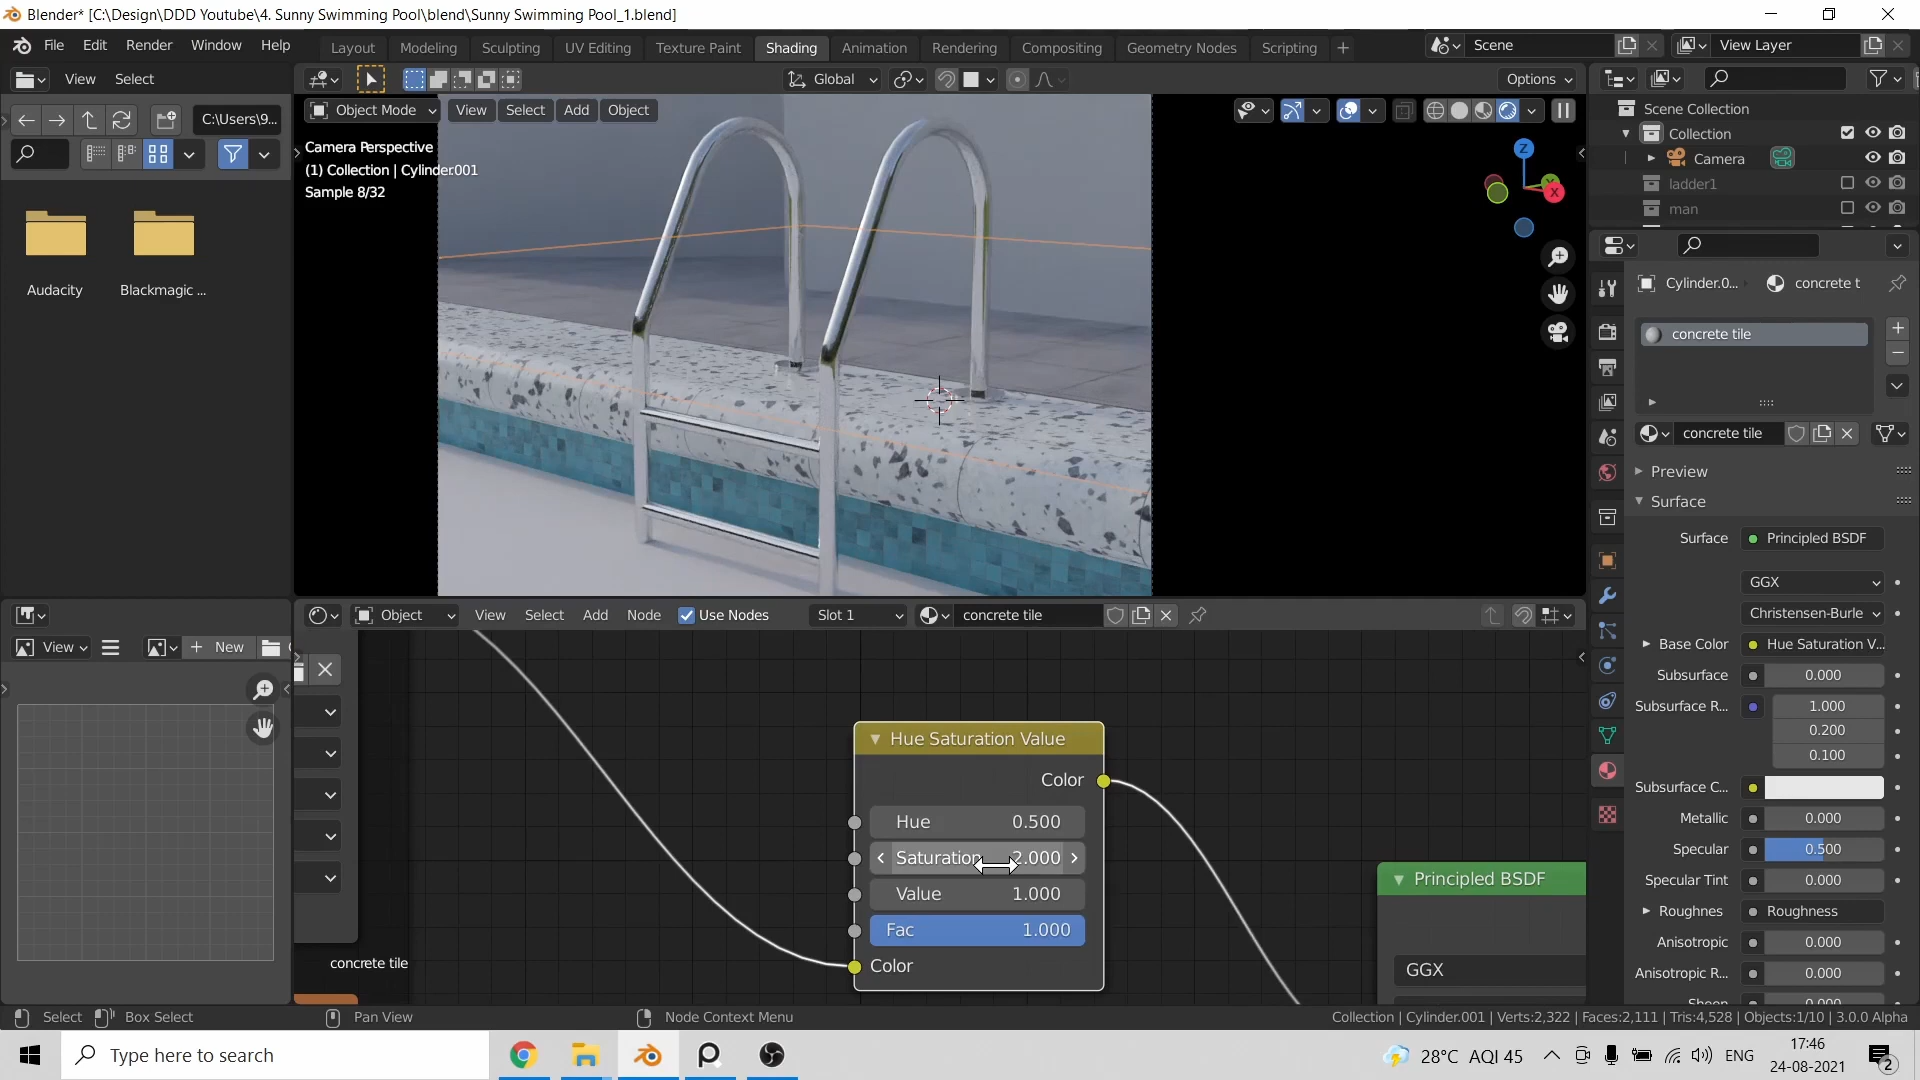 Blender* [C:\Design\DDD Youtube\4. Sunny Swimming Pool\blend\Sunny Swimming Pool_1.blend]
File Edit Render Window Help
Layout Modeling Sculpting UV Editing Texture Paint Shading Animation Rendering Compositing Geometry Nodes Scripting +
Scene
View Layer
View Select
Global
Options
C:\Users\9...
Object Mode View Select Add Object
Camera Perspective
(1) Collection | Cylinder.001
Sample 8/32
Z
Scene Collection
Collection
Camera
ladder1
man
Audacity
Blackmagic ...
Cylinder.0...
concrete t
concrete tile
concrete tile
Preview
Surface
Surface Principled BSDF
GGX
Christensen-Burle
Base Color Hue Saturation V...
Subsurface 0.000
Subsurface R... 1.000
0.200
0.100
Subsurface C...
Metallic 0.000
Specular 0.500
Specular Tint 0.000
Roughnes Roughness
Anisotropic 0.000
Anisotropic R... 0.000
Object View Select Add Node Use Nodes Slot 1 concrete tile
View
New
Hue Saturation Value
Color
Hue 0.500
Saturation 2.000
Value 1.000
Fac 1.000
Color
Principled BSDF
GGX
concrete tile
Select Box Select Pan View Node Context Menu
Collection | Cylinder.001 | Verts:2,322 | Faces:2,111 | Tris:4,528 | Objects:1/10 | 3.0.0 Alpha
Type here to search
28°C AQI 45
ENG
17:46
24-08-2021
2